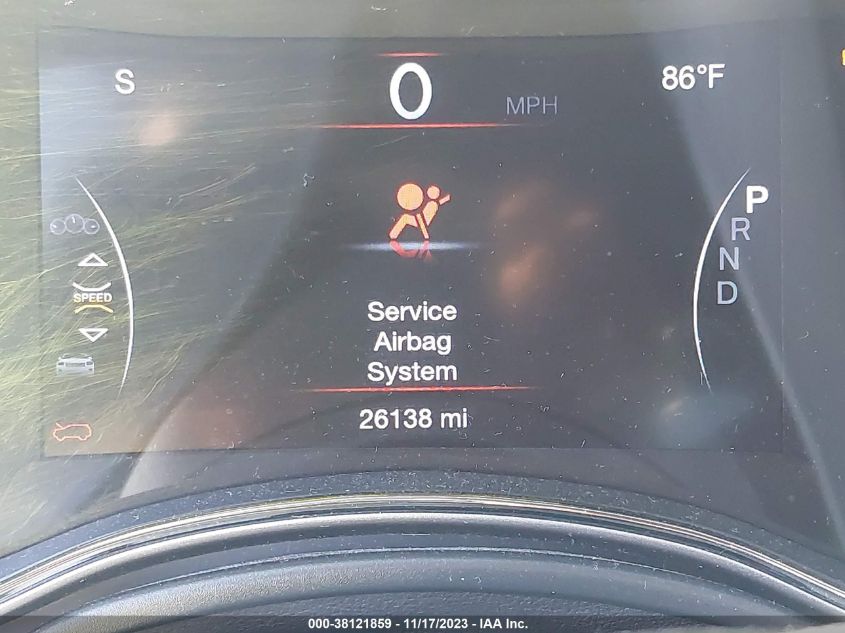 S
0
MPH
86°F
P
R
N
D
SPEED
Service
Airbag
System
26138 mi
000-38121859 - 11/17/2023 - IAA Inc.